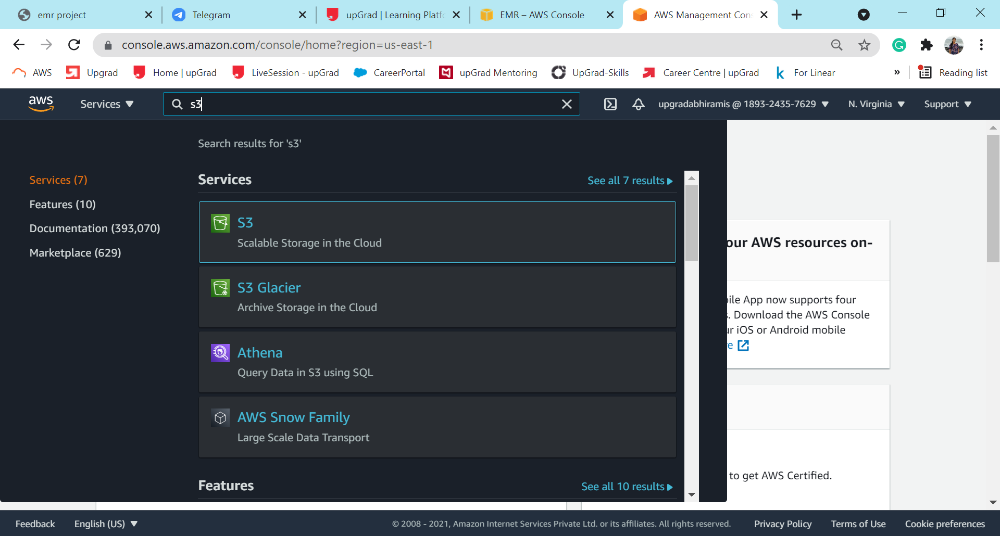 emr project
Telegram
upGrad | Learning Platfo
EMR – AWS Console
AWS Management Cons
console.aws.amazon.com/console/home?region=us-east-1
AWS
Upgrad
Home | upGrad
LiveSession - upGrad
CareerPortal
upGrad Mentoring
UpGrad-Skills
Career Centre | upGrad
For Linear
»
Reading list
aws
Services
s3
upgradabhiramis @ 1893-2435-7629
N. Virginia
Support
Search results for 's3'
Services (7)
Features (10)
Documentation (393,070)
Marketplace (629)
Services
See all 7 results
S3
Scalable Storage in the Cloud
S3 Glacier
Archive Storage in the Cloud
Athena
Query Data in S3 using SQL
AWS Snow Family
Large Scale Data Transport
Features
See all 10 results
our AWS resources on-
ile App now supports four
. Download the AWS Console
r iOS or Android mobile
e
to get AWS Certified.
Feedback
English (US)
© 2008 - 2021, Amazon Internet Services Private Ltd. or its affiliates. All rights reserved.
Privacy Policy
Terms of Use
Cookie preferences